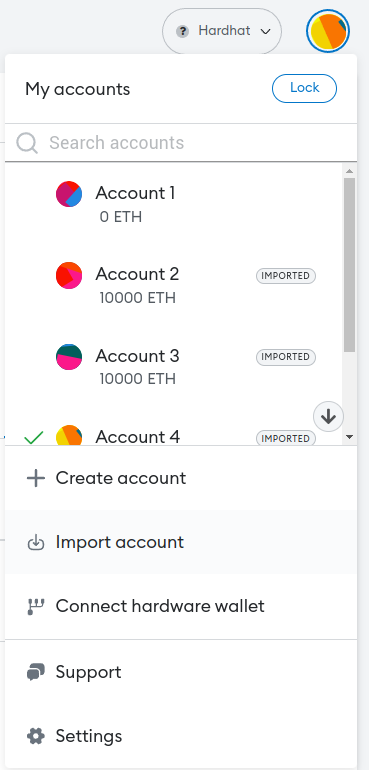 Hardhat
My accounts
Lock
Search accounts
Account 1
0 ETH
Account 2
IMPORTED
10000 ETH
Account 3
IMPORTED
10000 ETH
Account 4
IMPORTED
Create account
Import account
Connect hardware wallet
Support
Settings